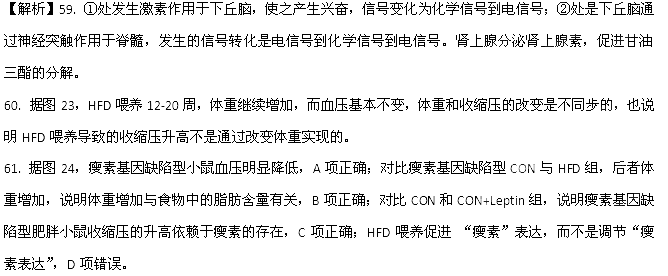 【解析】59. ①处发生激素作用于下丘脑，使之产生兴奋，信号变化为化学信号到电信号；②处是下丘脑通
过神经突触作用于脊髓，发生的信号转化是电信号到化学信号到电信号。肾上腺分泌肾上腺素，促进甘油
三酯的分解。
60. 据图 23，HFD 喂养 12-20 周，体重继续增加，而血压基本不变，体重和收缩压的改变是不同步的，也说
明 HFD 喂养导致的收缩压升高不是通过改变体重实现的。
61. 据图 24，瘦素基因缺陷型小鼠血压明显降低，A 项正确；对比瘦素基因缺陷型 CON 与 HFD 组，后者体
重增加，说明体重增加与食物中的脂肪含量有关，B 项正确；对比 CON 和 CON+Leptin 组，说明瘦素基因缺
陷型肥胖小鼠收缩压的升高依赖于瘦素的存在，C 项正确；HFD 喂养促进 “瘦素”表达，而不是调节“瘦
素表达”，D 项错误。